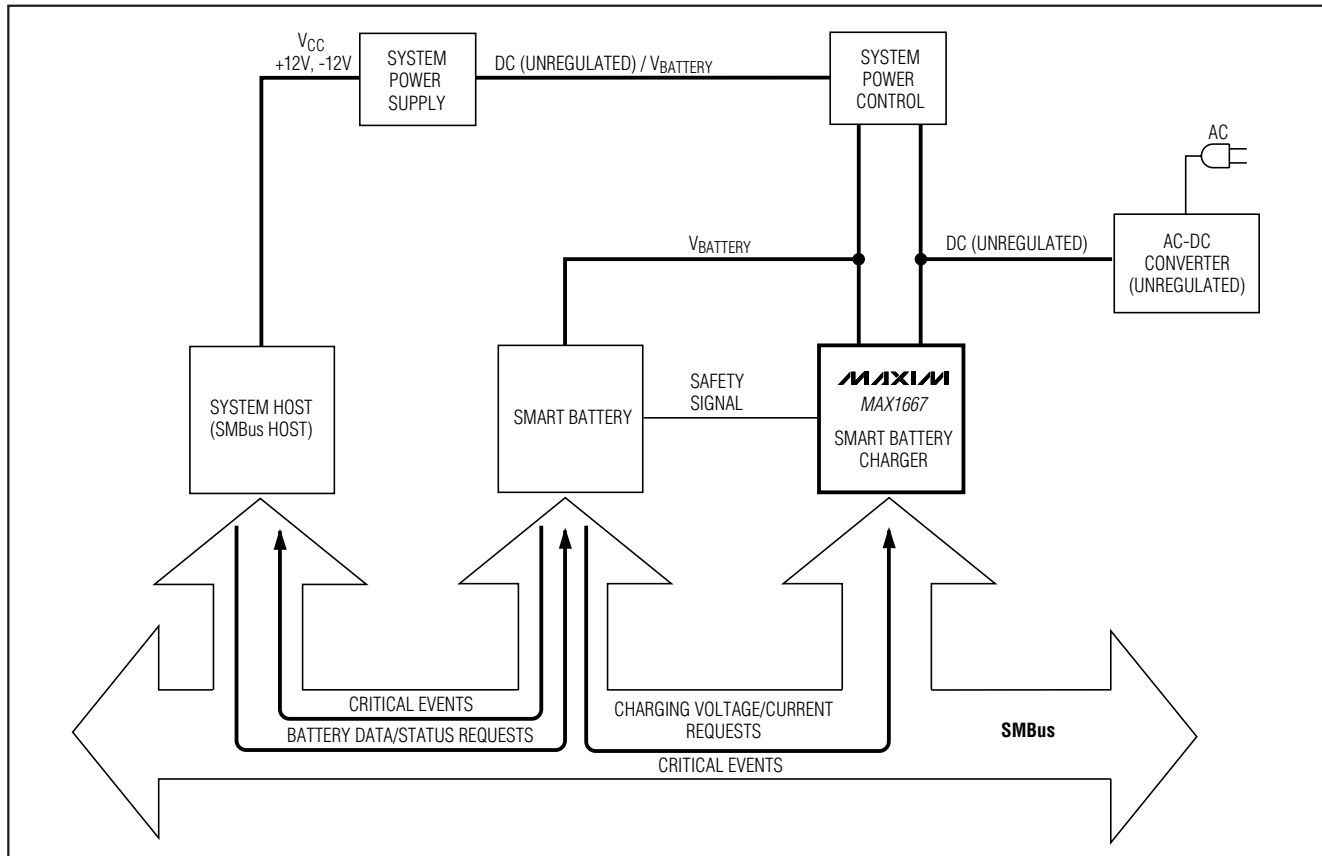 VCC
+12V, -12V
SYSTEM
POWER
SUPPLY
DC (UNREGULATED) / VBATTERY
SYSTEM
POWER
CONTROL
AC
VBATTERY
DC (UNREGULATED)
AC-DC
CONVERTER
(UNREGULATED)
SYSTEM HOST
(SMBus HOST)
SMART BATTERY
SAFETY
SIGNAL
MAXIM
MAX1667
SMART BATTERY
CHARGER
CRITICAL EVENTS
BATTERY DATA/STATUS REQUESTS
CHARGING VOLTAGE/CURRENT
REQUESTS
CRITICAL EVENTS
SMBus